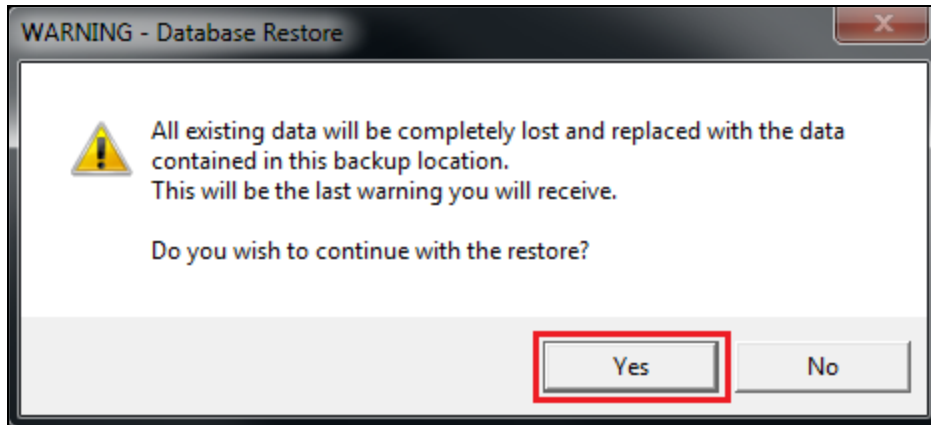 WARNING - Database Restore
All existing data will be completely lost and replaced with the data
contained in this backup location.
This will be the last warning you will receive.
Do you wish to continue with the restore?
Yes No